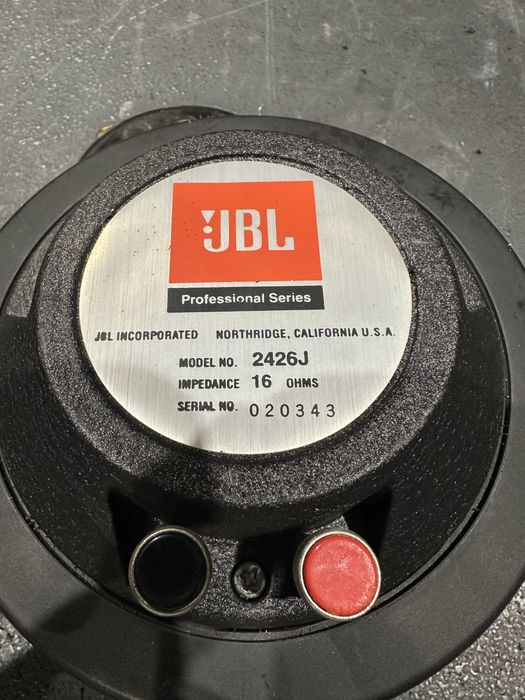 JBL
Professional Series
JBL INCORPORATED NORTHRIDGE, CALIFORNIA U.S.A.
MODEL NO. 2426J
IMPEDANCE 16 OHMS
SERIAL NO. 020343